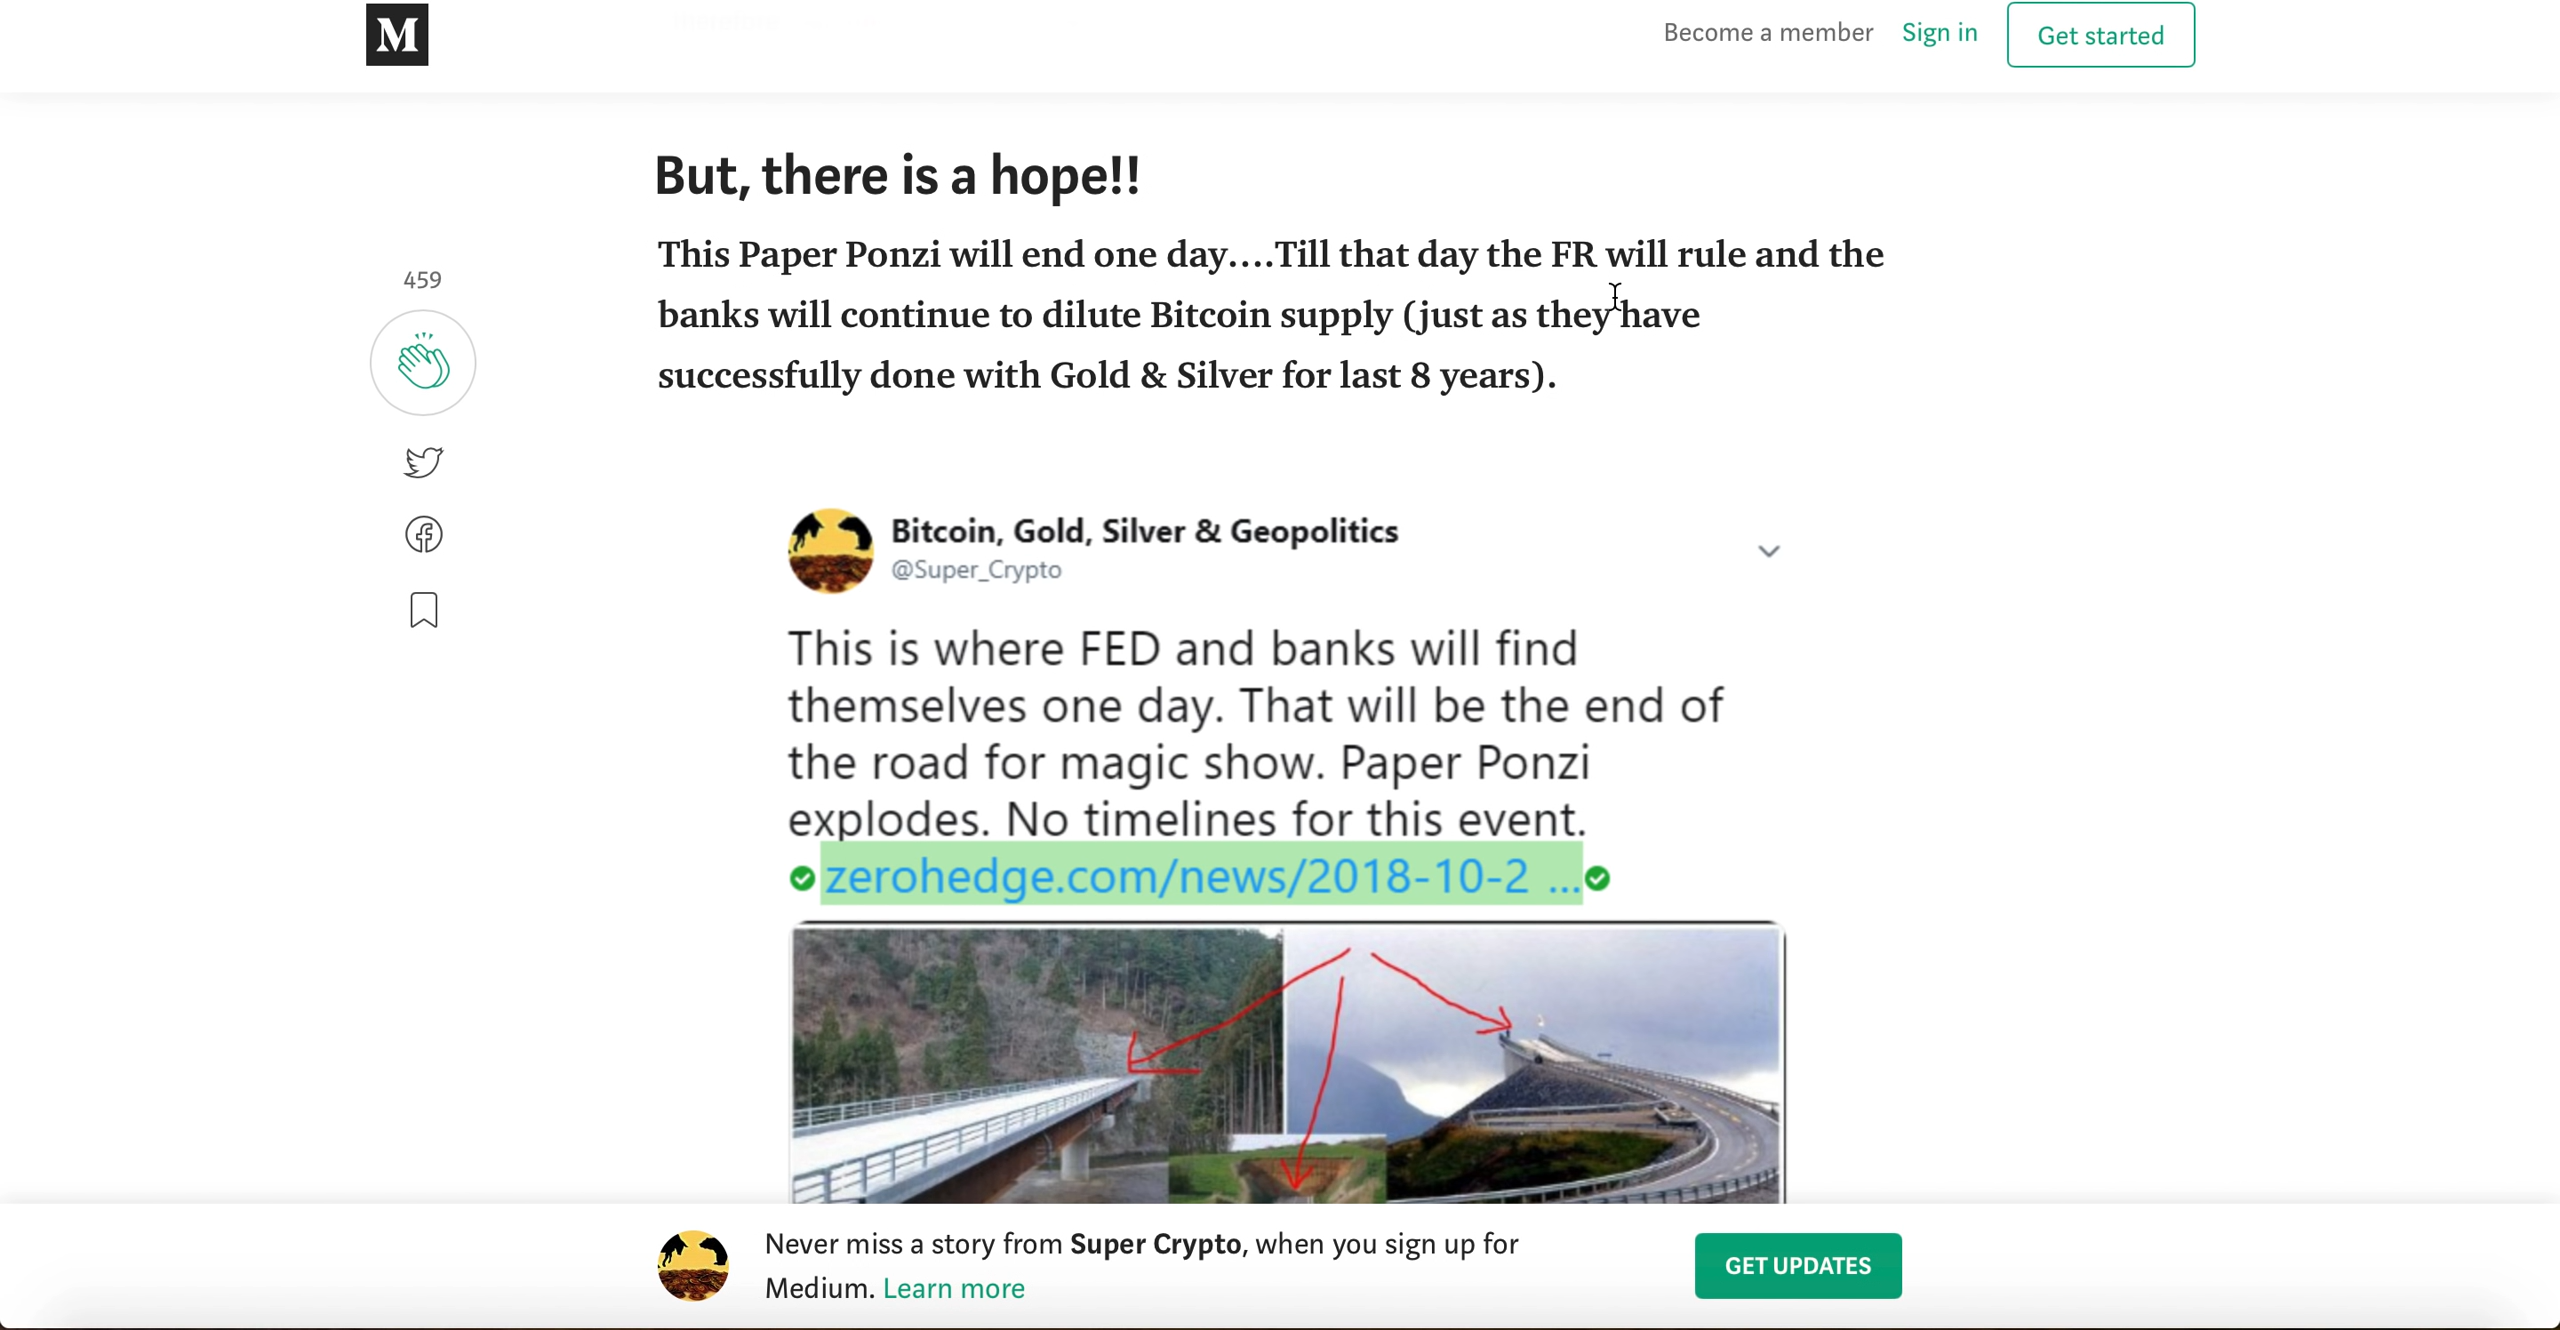 M
Become a member Sign in Get started
But, there is a hope!!
This Paper Ponzi will end one day....Till that day the FR will rule and the
banks will continue to dilute Bitcoin supply (just as they have
successfully done with Gold & Silver for last 8 years).
459
Bitcoin, Gold, Silver & Geopolitics
@Super_Crypto
This is where FED and banks will find
themselves one day. That will be the end of
the road for magic show. Paper Ponzi
explodes. No timelines for this event.
zerohedge.com/news/2018-10-2 ...
Never miss a story from Super Crypto, when you sign up for
Medium. Learn more
GET UPDATES